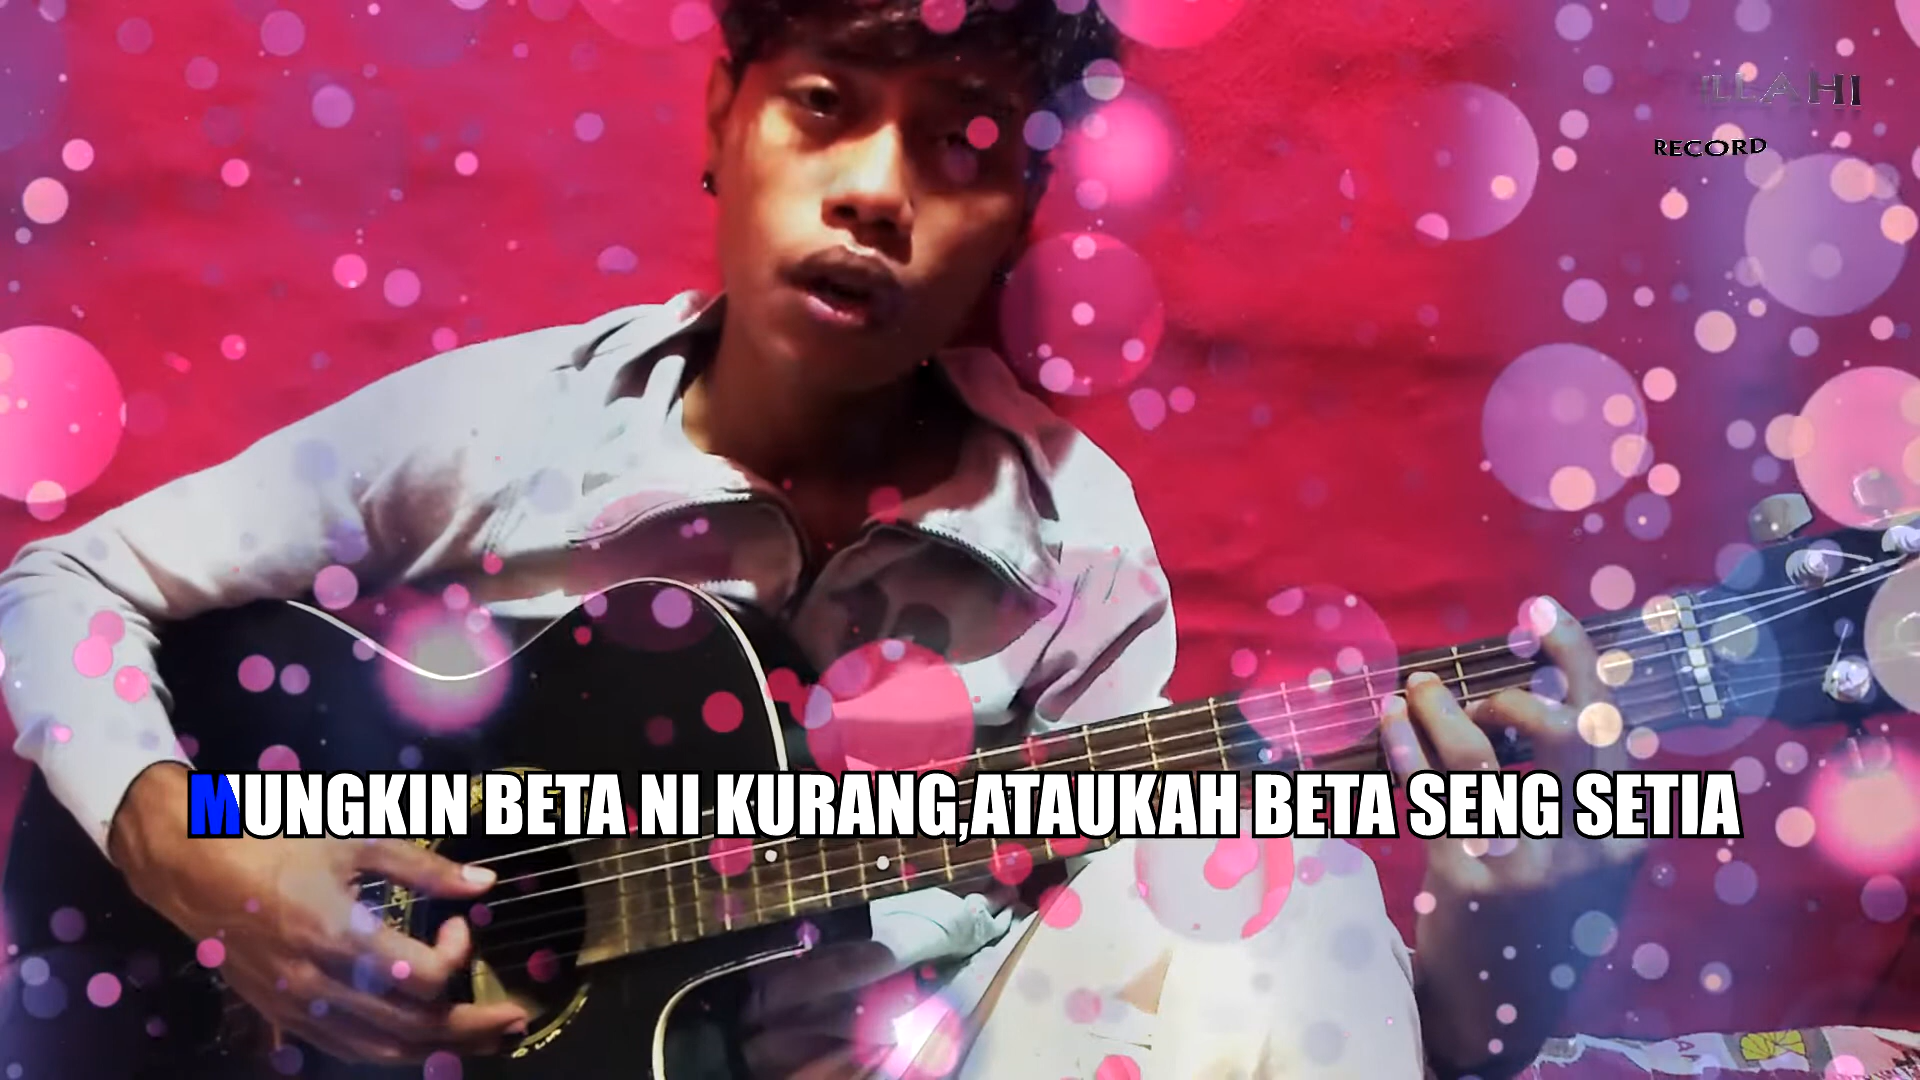 ILLAHI
RECORD
MUNGKIN BETA NI KURANG,ATAUKAH BETA SENG SETIA